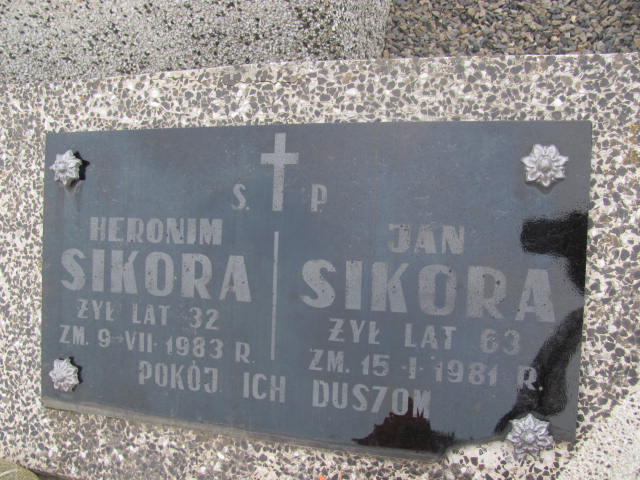 Ś. P.
HERONIM
SIKORA
ŻYŁ LAT 32
ZM. 9-VII-1983 R.
JAN
SIKORA
ŻYŁ LAT 63
ZM. 15-I-1981 R.
POKÓJ ICH DUSZOM